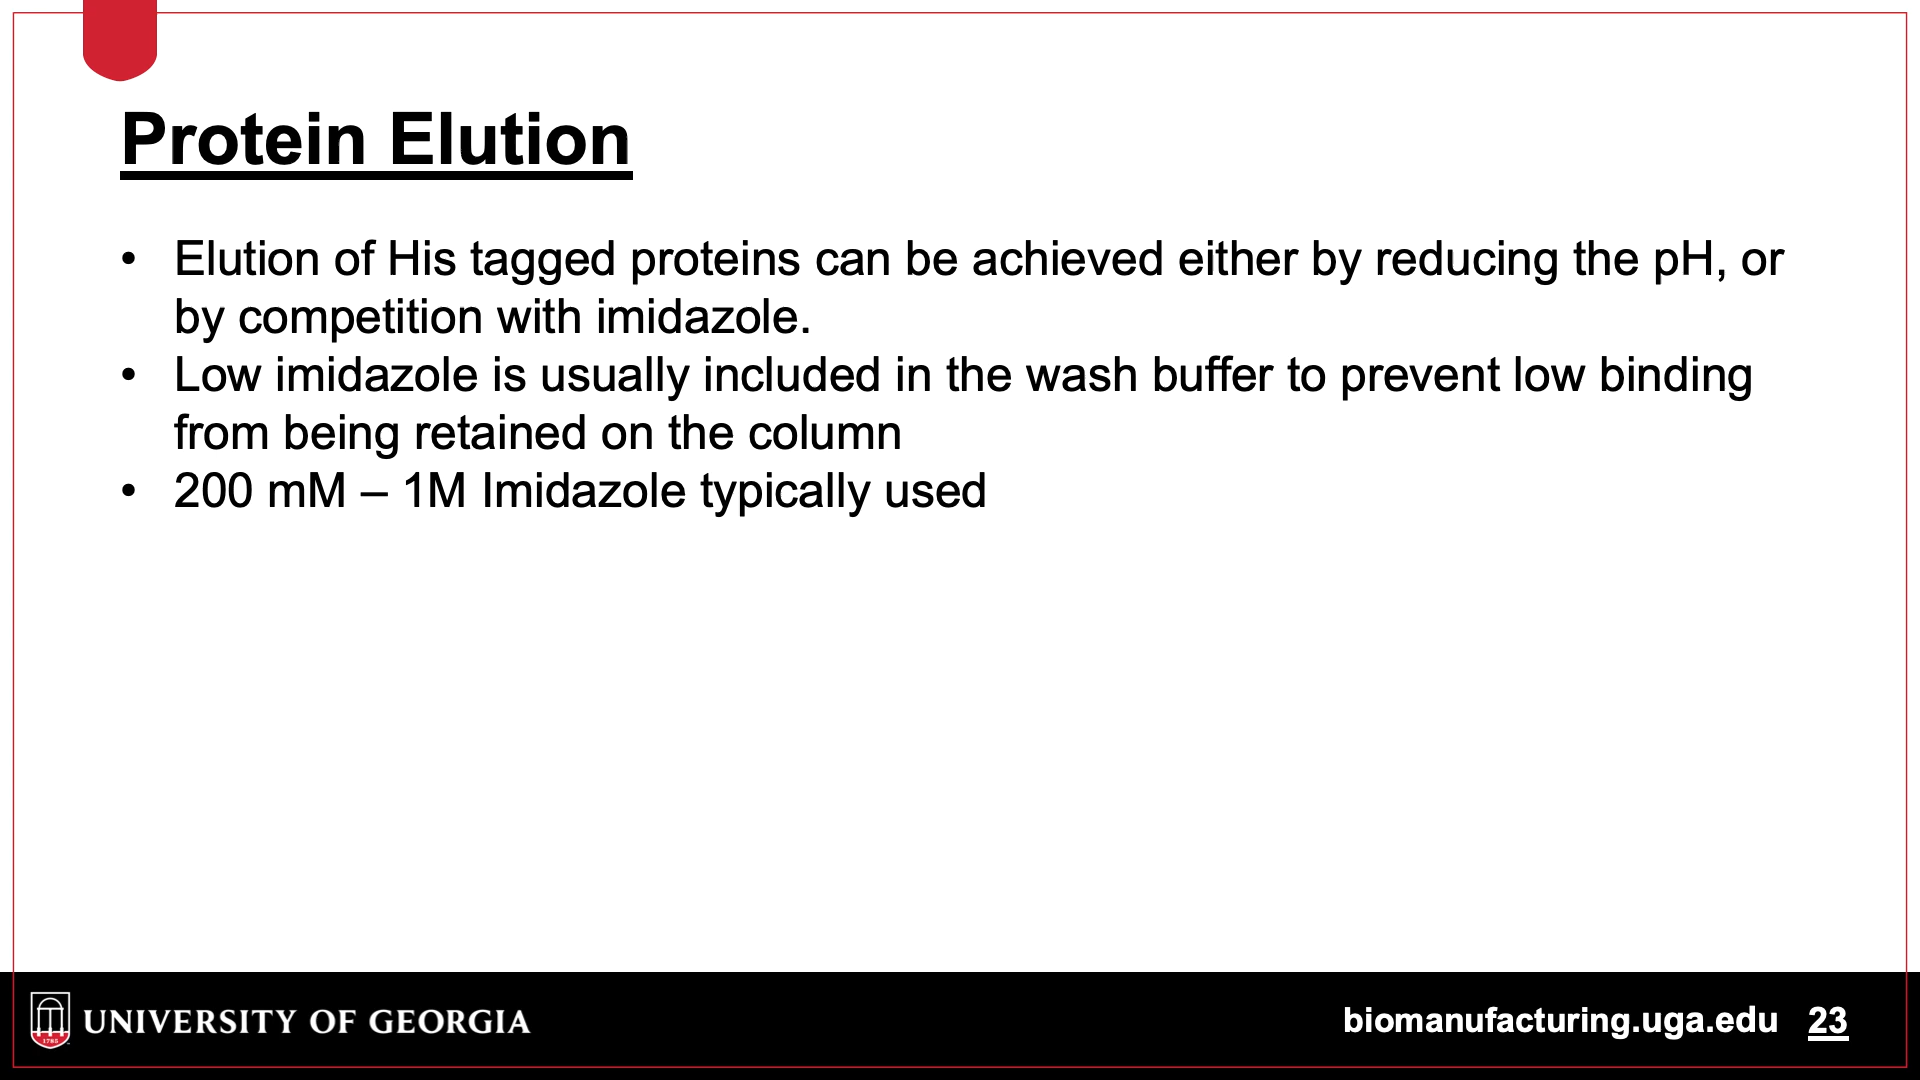 Protein Elution
• Elution of His tagged proteins can be achieved either by reducing the pH, or
by competition with imidazole.
• Low imidazole is usually included in the wash buffer to prevent low binding
from being retained on the column
• 200 mM – 1M Imidazole typically used
1785
UNIVERSITY OF GEORGIA
biomanufacturing.uga.edu 23